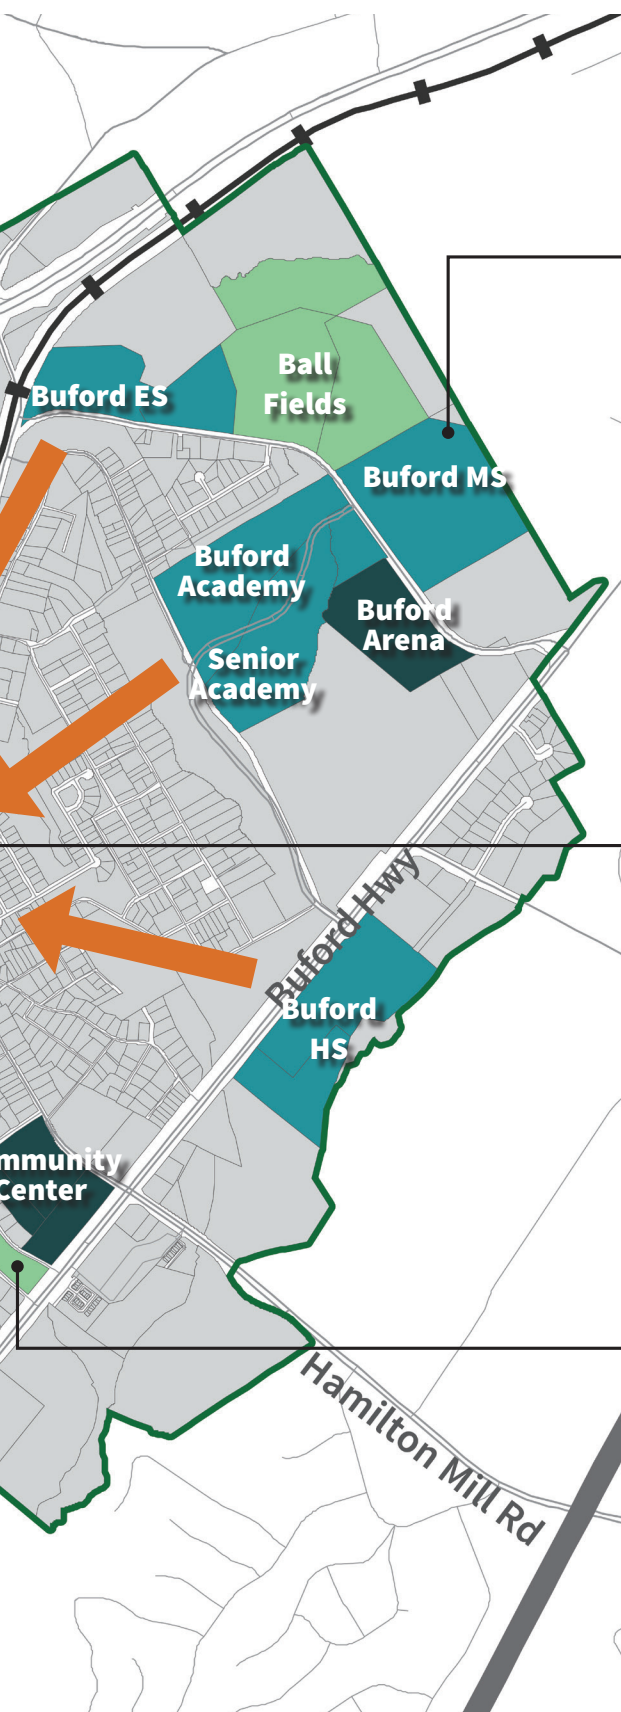 Ball
Fields
Buford ES
Buford MS
Buford
Academy
Buford
Arena
Senior
Academy
Buford Hwy
Buford
HS
mmunity
Center
Hamilton Mill Rd